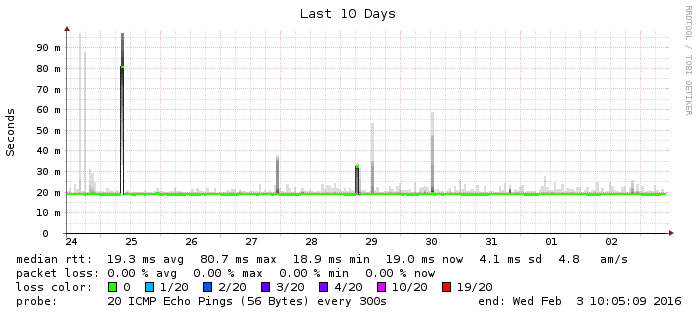 Last 10 Days
RRDTOOL / TOBI OETIKER
Seconds
90 m
80 m
70 m
60 m
50 m
40 m
30 m
20 m
10 m
0
24 25 26 27 28 29 30 31 01 02
median rtt: 19.3 ms avg 80.7 ms max 18.9 ms min 19.0 ms now 4.1 ms sd 4.8 am/s
packet loss: 0.00 % avg 0.00 % max 0.00 % min 0.00 % now
loss color: 0 1/20 2/20 3/20 4/20 10/20 19/20
probe: 20 ICMP Echo Pings (56 Bytes) every 300s end: Wed Feb 3 10:05:09 2016